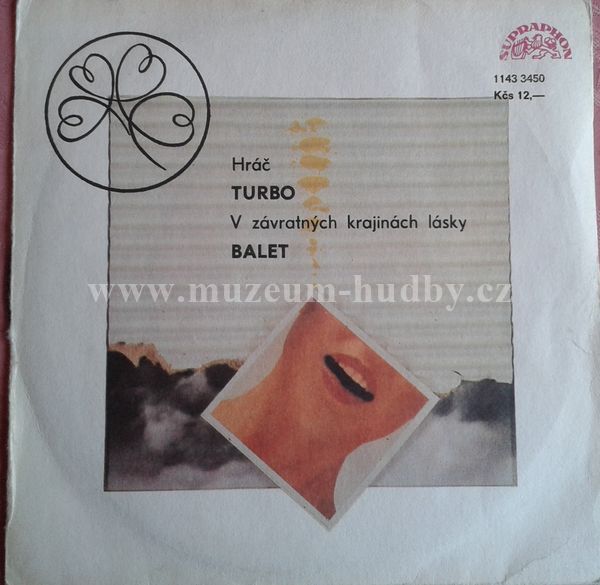 SUPRAPHON
1143 3450
Kčs 12,—
Hráč
TURBO
V závratných krajinách lásky
BALET
www.muzeum-hudby.cz